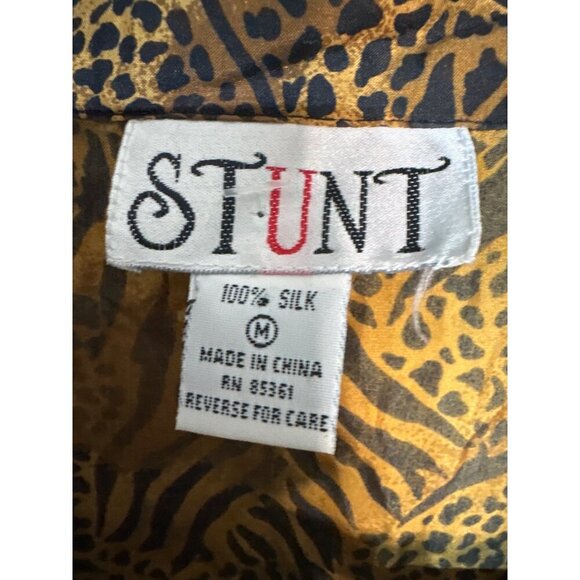 STUNT
100% SILK
M
MADE IN CHINA
RN 85361
REVERSE FOR CARE